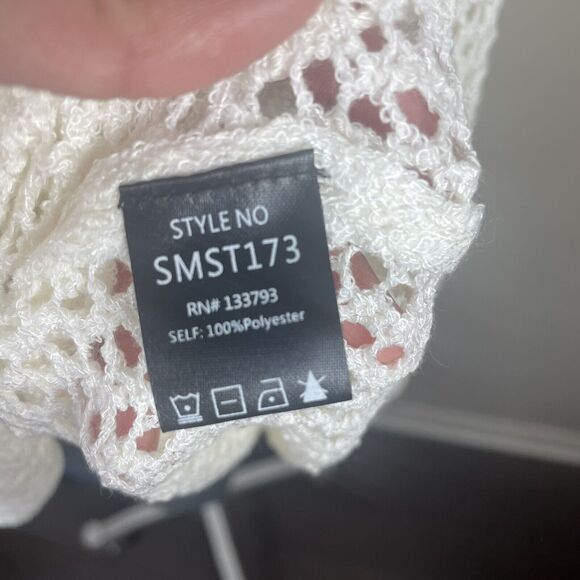 STYLE NO
SMST173
RN# 133793
SELF: 100%Polyester